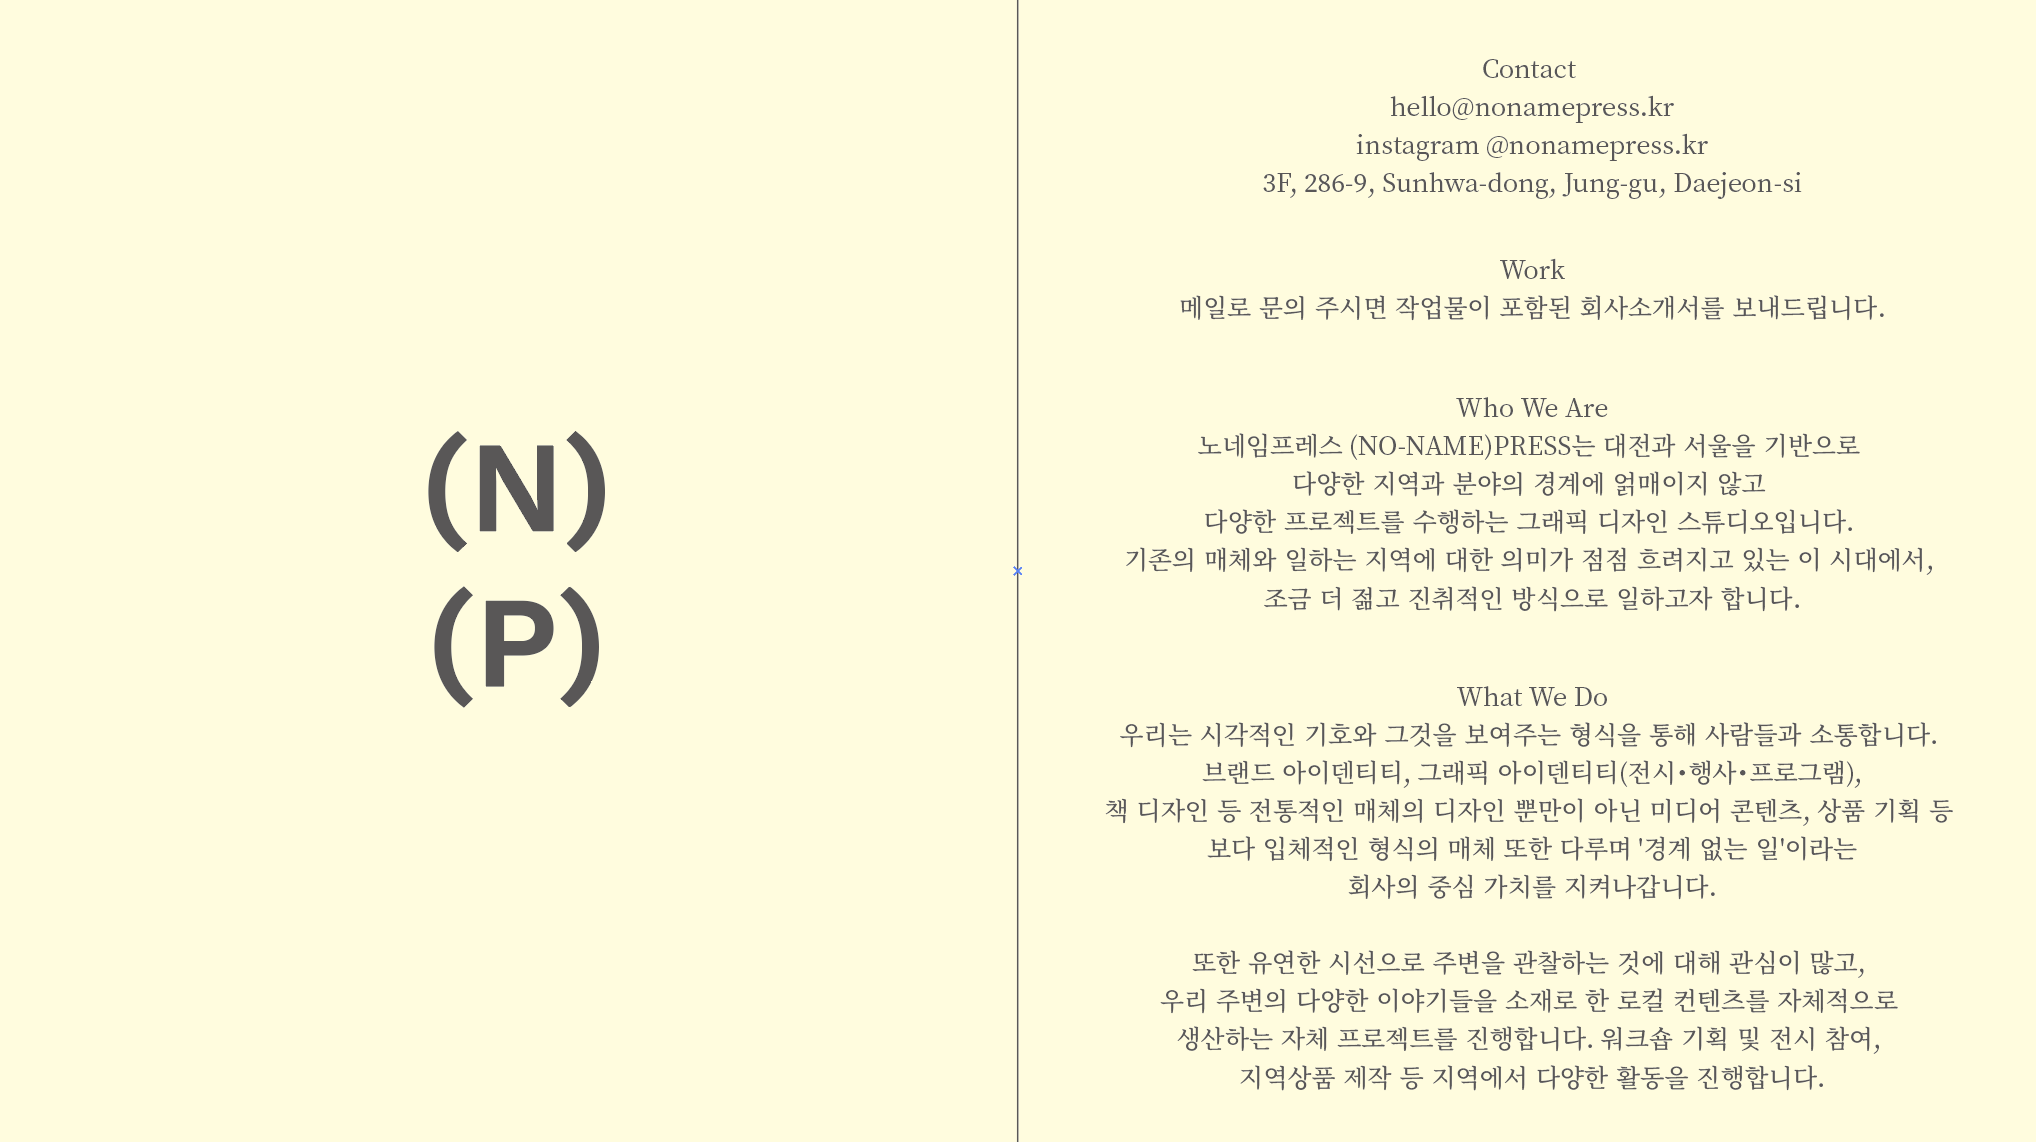 (N)
(P)
Contact
hello@nonamepress.kr
instagram @nonamepress.kr
3F, 286-9, Sunhwa-dong, Jung-gu, Daejeon-si
Work
메일로 문의 주시면 작업물이 포함된 회사소개서를 보내드립니다.
Who We Are
노네임프레스 (NO-NAME)PRESS는 대전과 서울을 기반으로
다양한 지역과 분야의 경계에 얽매이지 않고
다양한 프로젝트를 수행하는 그래픽 디자인 스튜디오입니다.
기존의 매체와 일하는 지역에 대한 의미가 점점 흐려지고 있는 이 시대에서,
조금 더 젊고 진취적인 방식으로 일하고자 합니다.
What We Do
우리는 시각적인 기호와 그것을 보여주는 형식을 통해 사람들과 소통합니다.
브랜드 아이덴티티, 그래픽 아이덴티티(전시•행사•프로그램),
책 디자인 등 전통적인 매체의 디자인 뿐만이 아닌 미디어 콘텐츠, 상품 기획 등
보다 입체적인 형식의 매체 또한 다루며 '경계 없는 일'이라는
회사의 중심 가치를 지켜나갑니다.
또한 유연한 시선으로 주변을 관찰하는 것에 대해 관심이 많고,
우리 주변의 다양한 이야기들을 소재로 한 로컬 컨텐츠를 자체적으로
생산하는 자체 프로젝트를 진행합니다. 워크숍 기획 및 전시 참여,
지역상품 제작 등 지역에서 다양한 활동을 진행합니다.